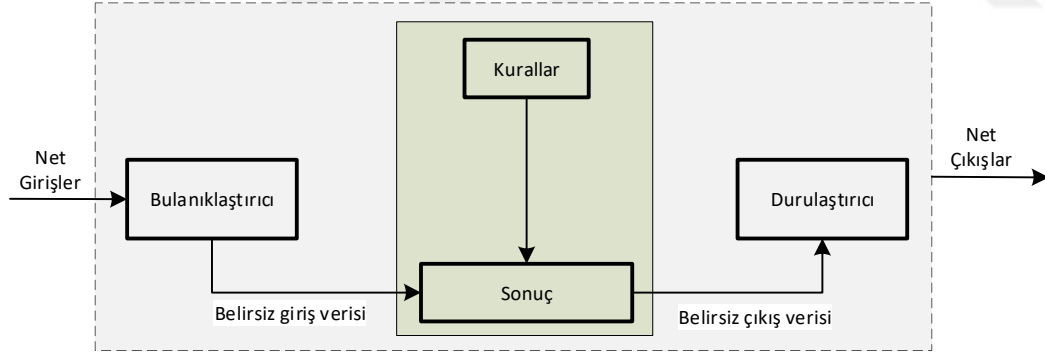 Kurallar
Net
Girişler
Bulanıklaştırıcı
Durulaştırıcı
Net
Çıkışlar
Sonuç
Belirsiz giriş verisi
Belirsiz çıkış verisi